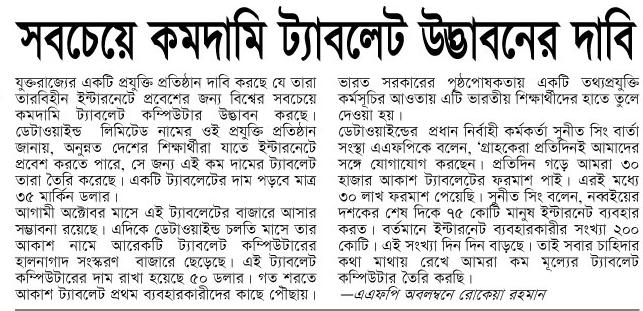 সবচেয়ে কমদামি ট্যাবলেট উদ্ভাবনের দাবি
যুক্তরাজ্যের একটি প্রযুক্তি প্রতিষ্ঠান দাবি করছে যে তারা
তারবিহীন ইন্টারনেটে প্রবেশের জন্য বিশ্বের সবচেয়ে
কমদামি ট্যাবলেট কম্পিউটার উদ্ভাবন করছে।
ডেটাওয়াইন্ড লিমিটেড নামের ওই প্রযুক্তি প্রতিষ্ঠান
জানায়, অনুন্নত দেশের শিক্ষার্থীরা যাতে ইন্টারনেটে
প্রবেশ করতে পারে, সে জন্য এই কম দামের ট্যাবলেট
তারা তৈরি করেছে। একটি ট্যাবলেটের দাম পড়বে মাত্র
৩৫ মার্কিন ডলার।
আগামী অক্টোবর মাসে এই ট্যাবলেটের বাজারে আসার
সম্ভাবনা রয়েছে। এদিকে ডেটাওয়াইন্ড চলতি মাসে তার
আকাশ নামে আরেকটি ট্যাবলেট কম্পিউটারের
হালনাগাদ সংস্করণ বাজারে ছেড়েছে। এই ট্যাবলেট
কম্পিউটারের দাম রাখা হয়েছে ৫০ ডলার। গত শরতে
আকাশ ট্যাবলেট প্রথম ব্যবহারকারীদের কাছে পৌঁছায়।
ভারত সরকারের পৃষ্ঠপোষকতায় একটি তথ্যপ্রযুক্তি
কর্মসূচির আওতায় এটি ভারতীয় শিক্ষার্থীদের হাতে তুলে
দেওয়া হয়।
ডেটাওয়াইন্ডের প্রধান নির্বাহী কর্মকর্তা সুনীত সিং বার্তা
সংস্থা এএফপিকে বলেন, ‘গ্রাহকেরা প্রতিদিনই আমাদের
সঙ্গে যোগাযোগ করছেন। প্রতিদিন গড়ে আমরা ৩০
হাজার আকাশ ট্যাবলেটের ফরমাশ পাই। এরই মধ্যে
৩০ লাখ ফরমাশ পেয়েছি। সুনীত সিং বলেন, নব্বইয়ের
দশকের শেষ দিকে ৭৫ কোটি মানুষ ইন্টারনেট ব্যবহার
করত। বর্তমানে ইন্টারনেট ব্যবহারকারীর সংখ্যা ২০০
কোটি। এই সংখ্যা দিন দিন বাড়ছে। তাই সবার চাহিদার
কথা মাথায় রেখে আমরা কম মূল্যের ট্যাবলেট
কম্পিউটার তৈরি করছি।
—এএফপি অবলম্বনে রোকেয়া রহমান